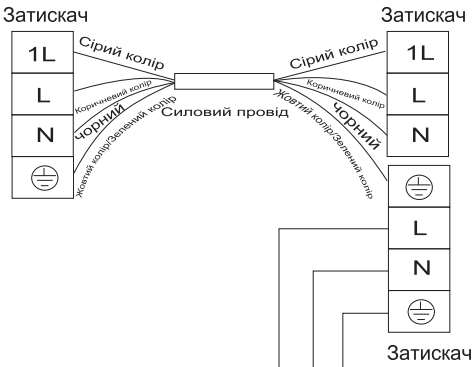 Затискач
1L
L
N
Сірий колір
Коричневий колір
чорний
Жовтий колір/Зелений колір
Силовий провід
Затискач
Сірий колір
Коричневий колір
чорний
Жовтий колір/Зелений колір
1L
L
N
L
N
Затискач